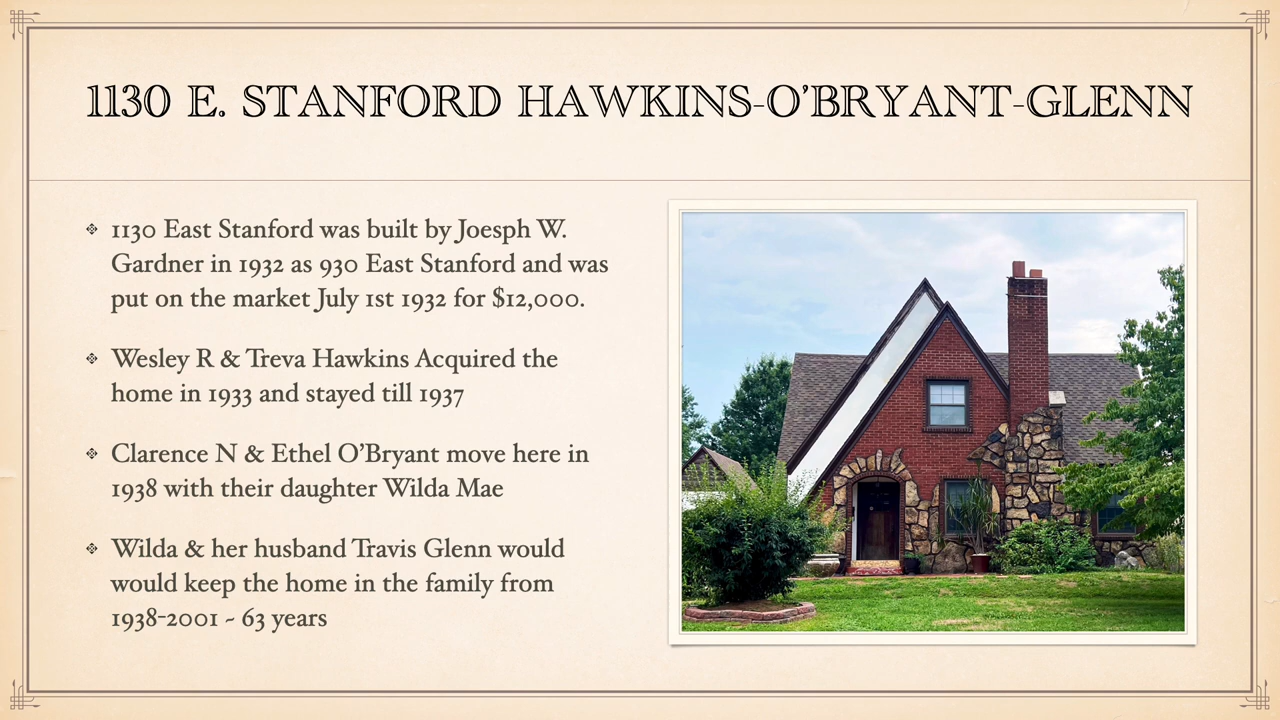 1130 E. STANFORD HAWKINS-O’BRYANT-GLENN
1130 East Stanford was built by Joesph W.
Gardner in 1932 as 930 East Stanford and was
put on the market July 1st 1932 for $12,000.
Wesley R & Treva Hawkins Acquired the
home in 1933 and stayed till 1937
Clarence N & Ethel O’Bryant move here in
1938 with their daughter Wilda Mae
Wilda & her husband Travis Glenn would
would keep the home in the family from
1938-2001 ~ 63 years